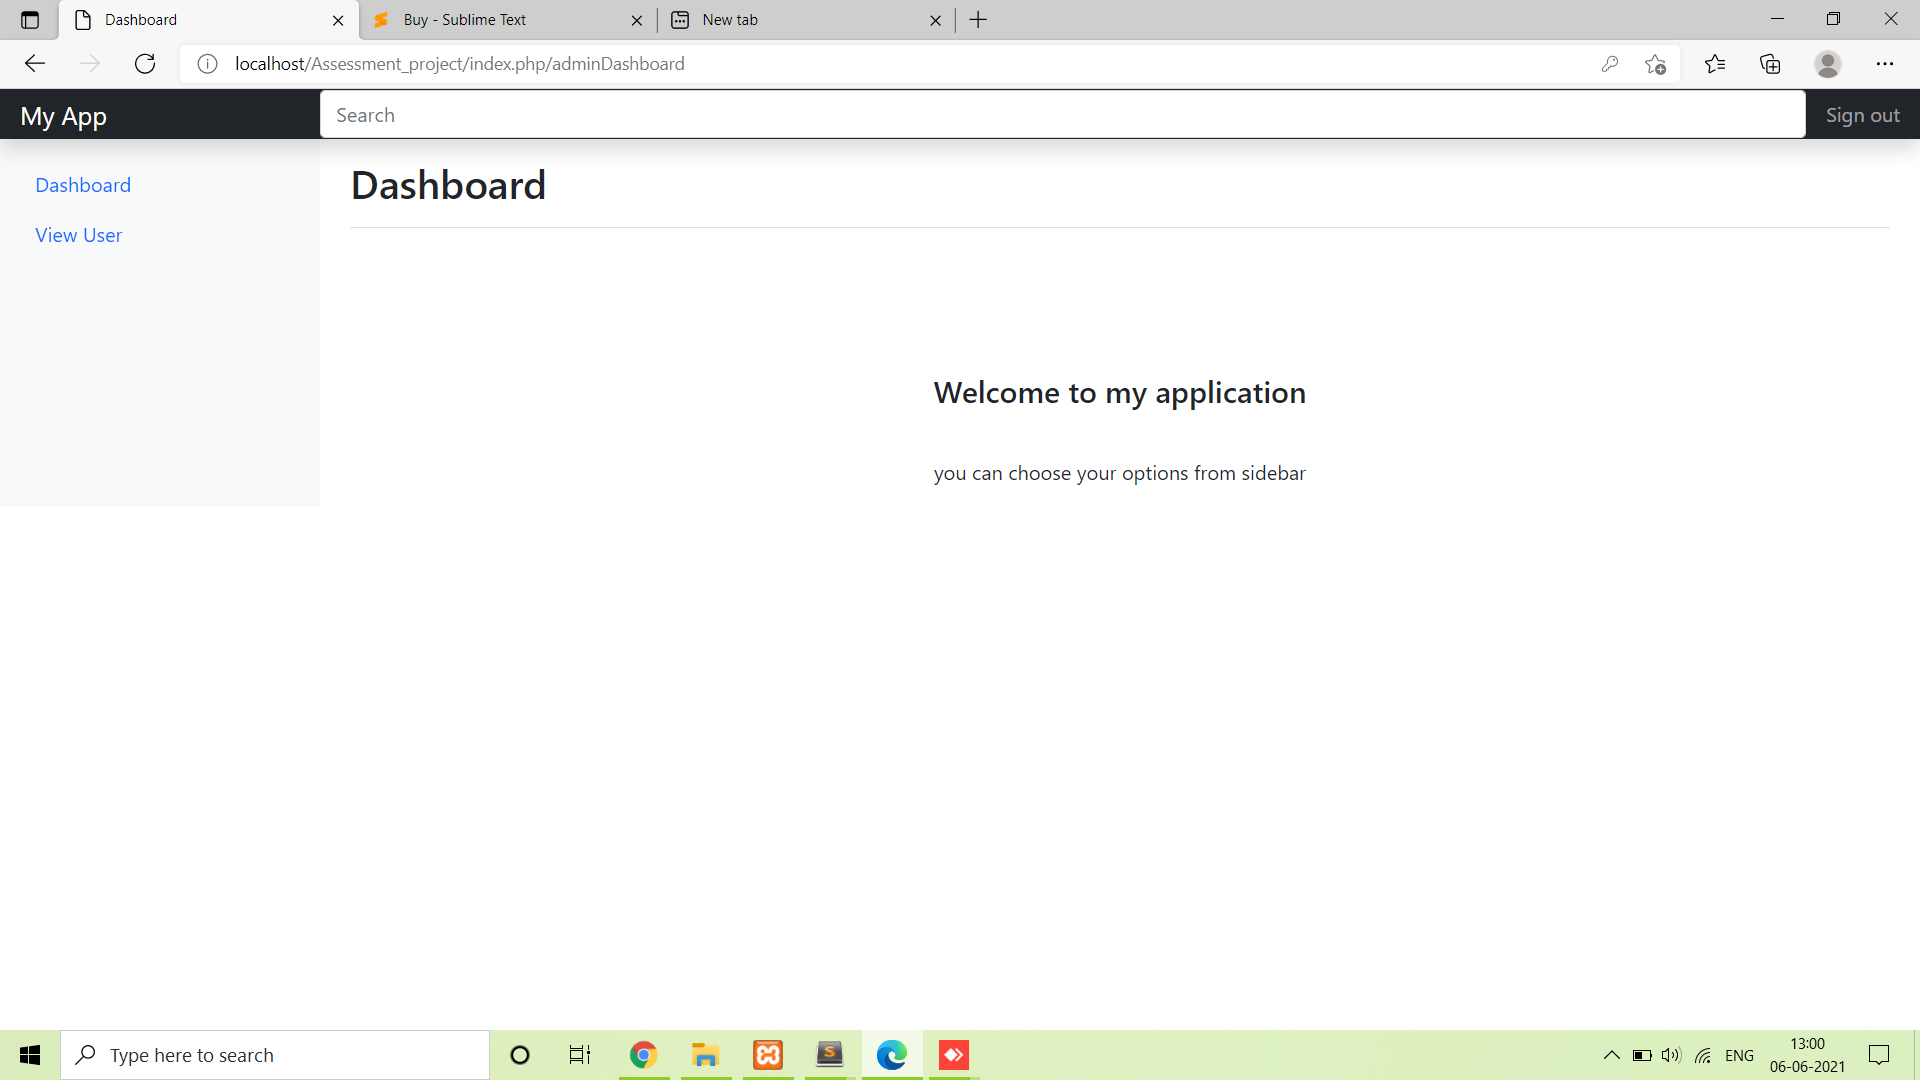 Dashboard
Buy - Sublime Text
New tab
localhost/Assessment_project/index.php/adminDashboard
My App
Search
Sign out
Dashboard
View User
Dashboard
Welcome to my application
you can choose your options from sidebar
Type here to search
ENG
13:00
06-06-2021